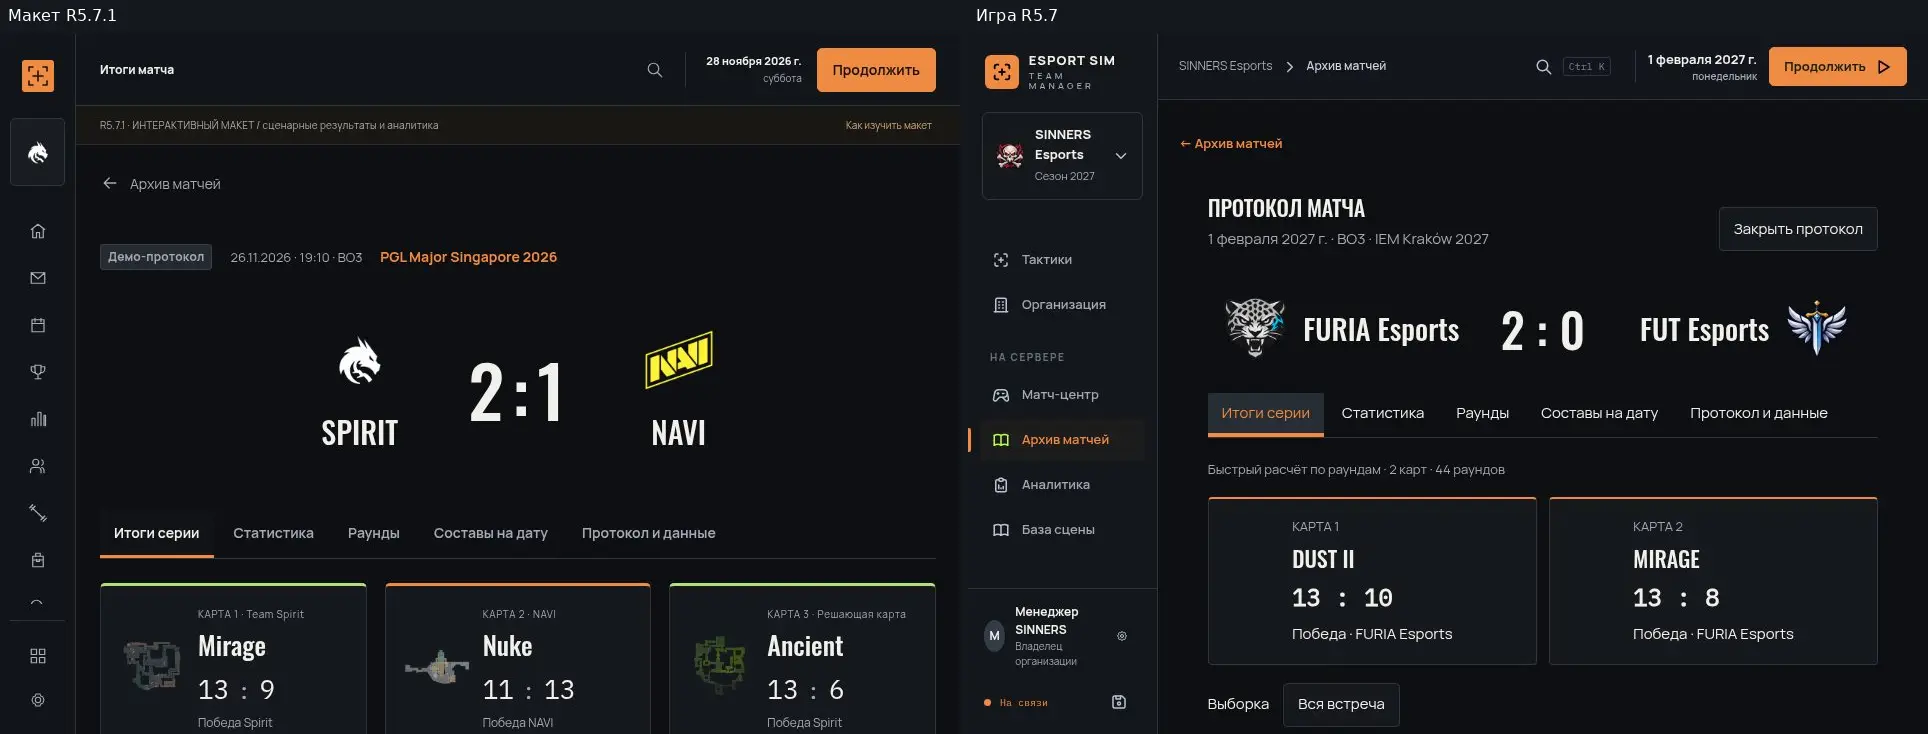 Макет R5.7.1
Итоги матча
28 ноября 2026 г.
суббота
Продолжить
R5.7.1 · ИНТЕРАКТИВНЫЙ МАКЕТ / сценарные результаты и аналитика
Как изучить макет
← Архив матчей
Демо-протокол
26.11.2026 · 19:10 · BO3
PGL Major Singapore 2026
SPIRIT
2:1
NAVI
NAVI
Итоги серии
Статистика
Раунды
Составы на дату
Протокол и данные
КАРТА 1 · Team Spirit
Mirage
13 : 9
Победа Spirit
КАРТА 2 · NAVI
Nuke
11 : 13
Победа NAVI
КАРТА 3 · Решающая карта
Ancient
13 : 6
Победа Spirit
Игра R5.7
ESPORT SIM
TEAM
MANAGER
SINNERS
Esports
Сезон 2027
Тактики
Организация
НА СЕРВЕРЕ
Матч-центр
Архив матчей
Аналитика
База сцены
М
Менеджер
SINNERS
Владелец
организации
На связи
SINNERS Esports > Архив матчей
Ctrl K
1 февраля 2027 г.
понедельник
Продолжить
← Архив матчей
ПРОТОКОЛ МАТЧА
1 февраля 2027 г. · BO3 · IEM Kraków 2027
Закрыть протокол
FURIA Esports
2 : 0
FUT Esports
Итоги серии
Статистика
Раунды
Составы на дату
Протокол и данные
Быстрый расчёт по раундам · 2 карт · 44 раундов
КАРТА 1
DUST II
13 : 10
Победа · FURIA Esports
КАРТА 2
MIRAGE
13 : 8
Победа · FURIA Esports
Выборка
Вся встреча